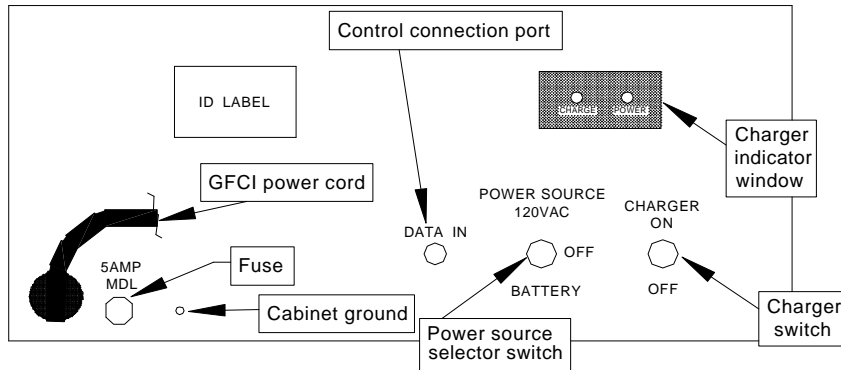 Control connection port
ID LABEL
CHARGE
POWER
Charger
indicator
window
GFCI power cord
POWER SOURCE
120VAC
CHARGER
ON
DATA IN
OFF
5AMP
MDL
Fuse
BATTERY
OFF
Cabinet ground
Power source
selector switch
Charger
switch